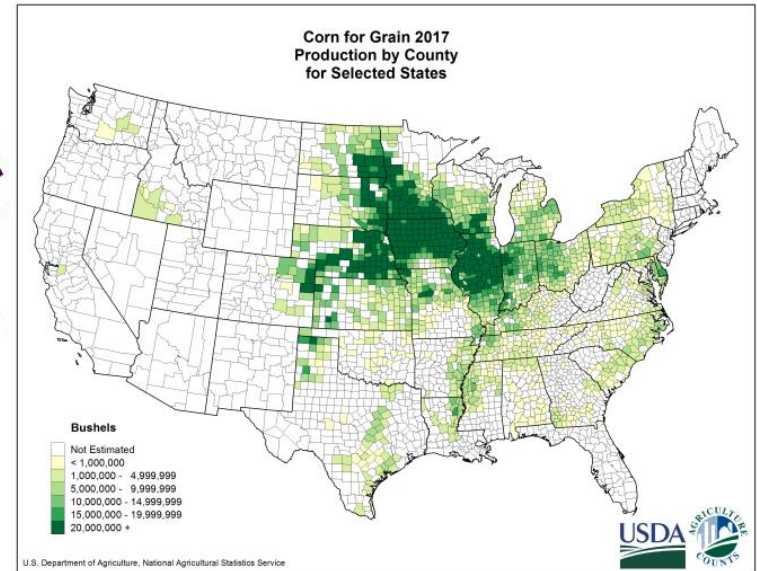 Corn for Grain 2017
Production by County
for Selected States
Bushels
Not Estimated
< 1,000,000
1,000,000 - 4,999,999
5,000,000 - 9,999,999
10,000,000 - 14,999,999
15,000,000 - 19,999,999
20,000,000 +
USDA
AGRICULTURE
COUNTS
U.S. Department of Agriculture, National Agricultural Statistics Service